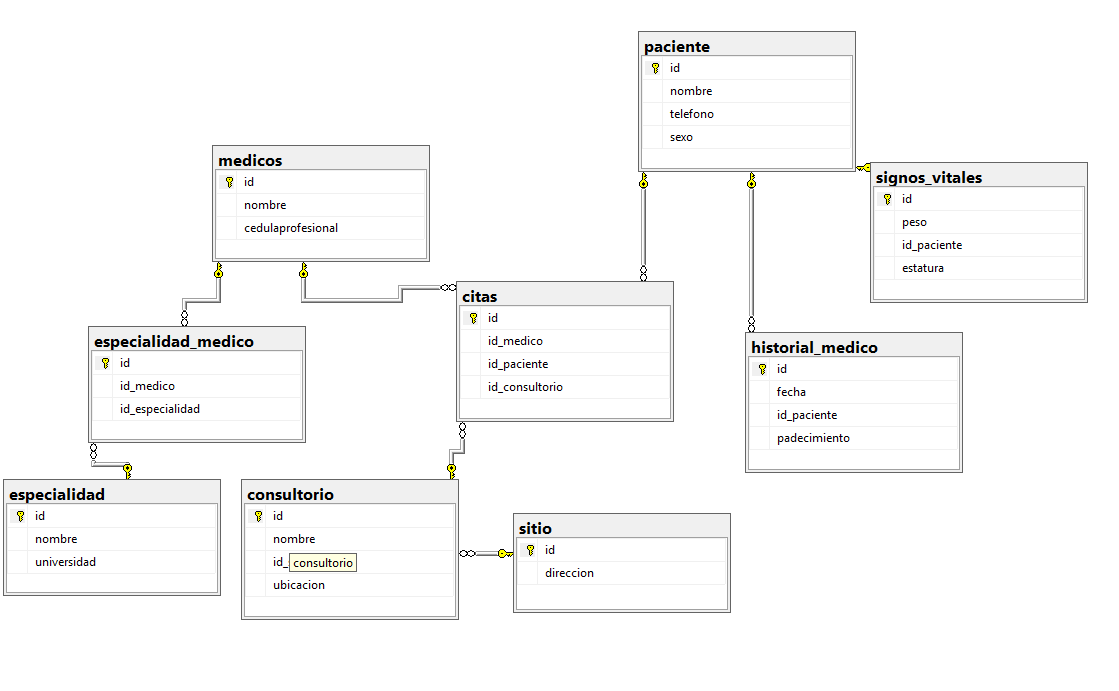 paciente
id
nombre
telefono
sexo
medicos
id
nombre
cedulaprofesional
signos_vitales
id
peso
id_paciente
estatura
citas
id
id_medico
id_paciente
id_consultorio
especialidad_medico
id
id_medico
id_especialidad
historial_medico
id
fecha
id_paciente
padecimiento
especialidad
id
nombre
universidad
consultorio
id
nombre
id_ consultorio
ubicacion
sitio
id
direccion